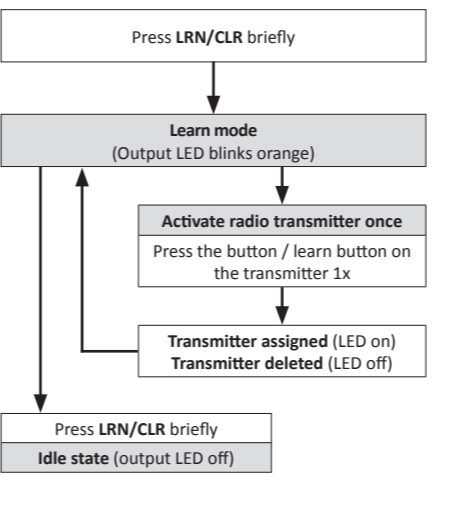 Press LRN/CLR briefly
Learn mode
(Output LED blinks orange)
Activate radio transmitter once
Press the button / learn button on
the transmitter 1x
Transmitter assigned (LED on)
Transmitter deleted (LED off)
Press LRN/CLR briefly
Idle state (output LED off)